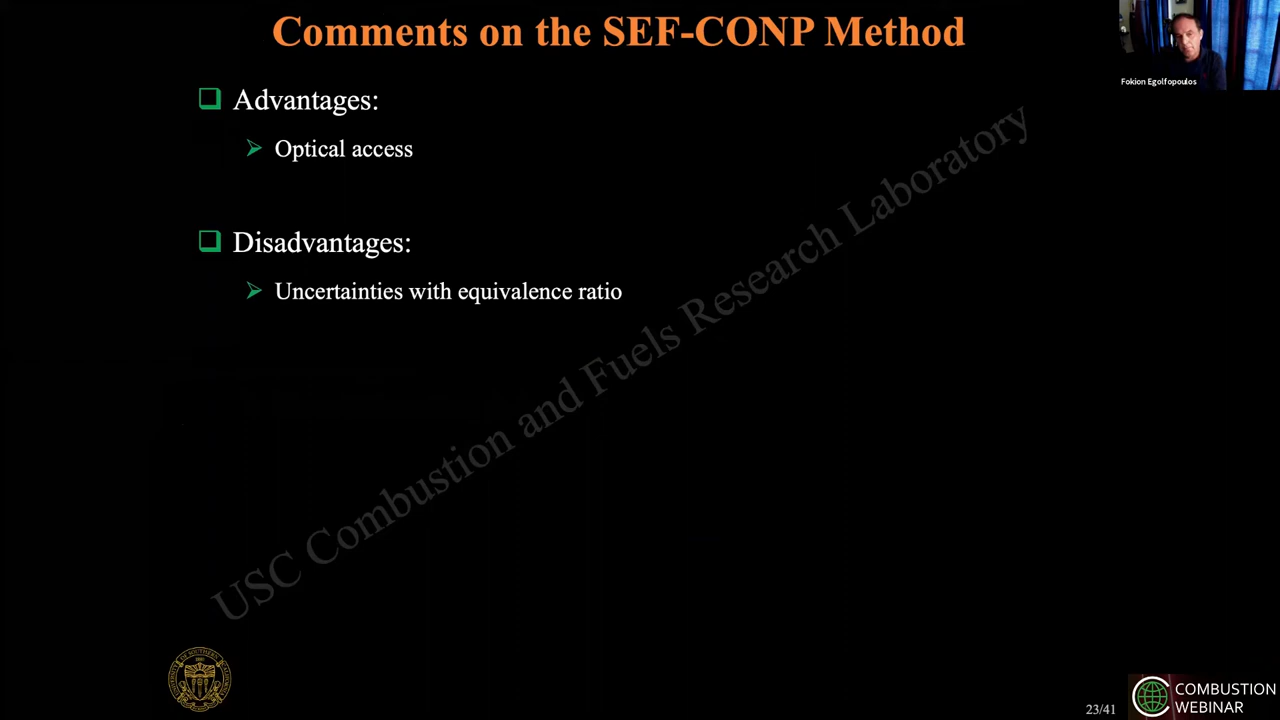 Comments on the SEF-CONP Method
Fokion Egolfopoulos
Advantages:
Optical access
Disadvantages:
Uncertainties with equivalence ratio
USC Combustion and Fuels Research Laboratory
23/41
COMBUSTION
WEBINAR